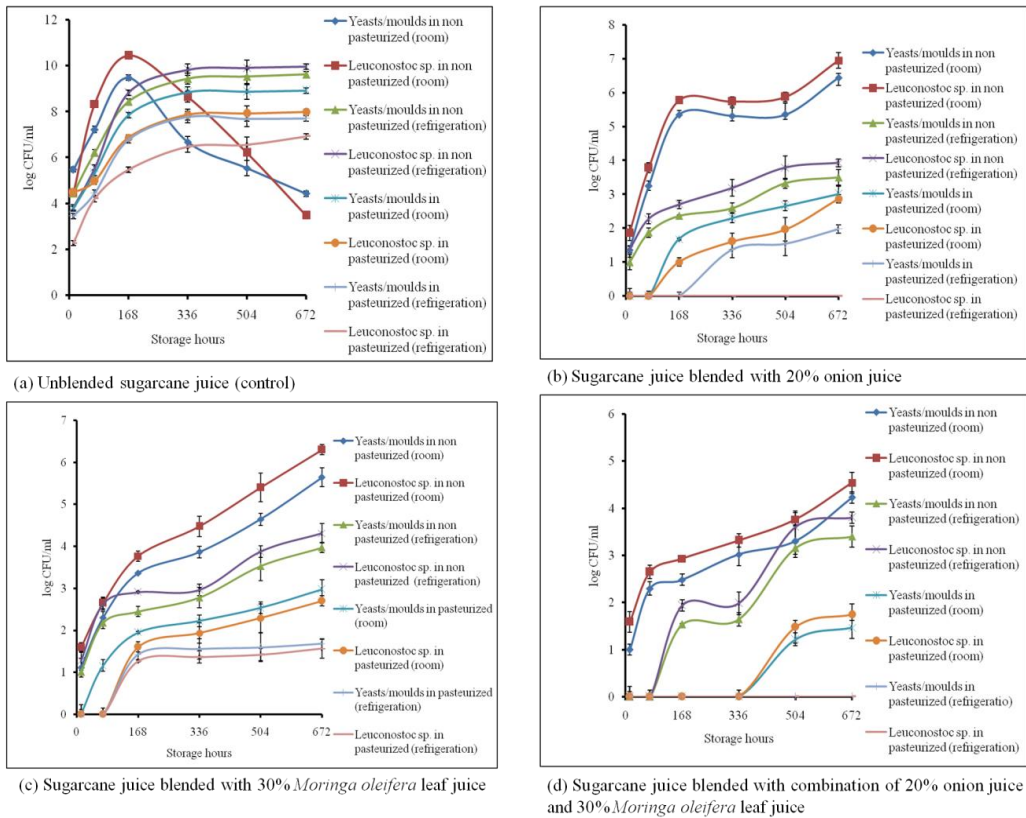 12
10
8
6
4
2
0
log CFU/ml
0 168 336 504 672
Storage hours
Yeasts/moulds in non
pasteurized (room)
Leuconostoc sp. in non
pasteurized (room)
Yeasts/moulds in non
pasteurized (refrigeration)
Leuconostoc sp. in non
pasteurized (refrigeration)
Yeasts/moulds in pasteurized
(room)
Leuconostoc sp. in pasteurized
(room)
Yeasts/moulds in pasteurized
(refrigeration)
Leuconostoc sp. in
pasteurized (refrigeration)
(a) Unblended sugarcane juice (control)
8
7
6
5
4
3
2
1
0
log CFU/ml
0 168 336 504 672
Storage hours
Yeasts/moulds in non
pasteurized (room)
Leuconostoc sp. in non
pasteurized (room)
Yeasts/moulds in non
pasteurized (refrigeration)
Leuconostoc sp. in non
pasteurized (refrigeration)
Yeasts/moulds in
pasteurized (room)
Leuconostoc sp. in
pasteurized (room)
Yeasts/moulds in
pasteurized (refrigeration)
Leuconostoc sp. in
pasteurized (refrigeration)
(b) Sugarcane juice blended with 20% onion juice
7
6
5
4
3
2
1
0
log CFU/ml
0 168 336 504 672
Storage hours
Yeasts/moulds in non
pasteurized (room)
Leuconostoc sp. in non
pasteurized (room)
Yeasts/moulds in non
pasteurized (refrigeration)
Leuconostoc sp. in non
pasteurized (refrigeration)
Yeasts/moulds in pasteurized
(room)
Leuconostoc sp. in
pasteurized (room)
Yeasts/moulds in pasteurized
(refrigeration)
Leuconostoc sp. in
pasteurized (refrigeration)
(c) Sugarcane juice blended with 30% Moringa oleifera leaf juice
6
5
4
3
2
1
0
log CFU/ml
0 168 336 504 672
Storage hours
Yeasts/moulds in non
pasteurized (room)
Leuconostoc sp. in non
pasteurized (room)
Yeasts/moulds in non
pasteurized (refrigeration)
Leuconostoc sp. in non
pasteurized (refrigeration)
Yeasts/moulds in
pasteurized (room)
Leuconostoc sp. in
pasteurized (room)
Yeasts/moulds in
pasteurized (refrigeratio)
Leuconostoc sp. in
pasteurized (refrigeration)
(d) Sugarcane juice blended with combination of 20% onion juice
and 30% Moringa oleifera leaf juice